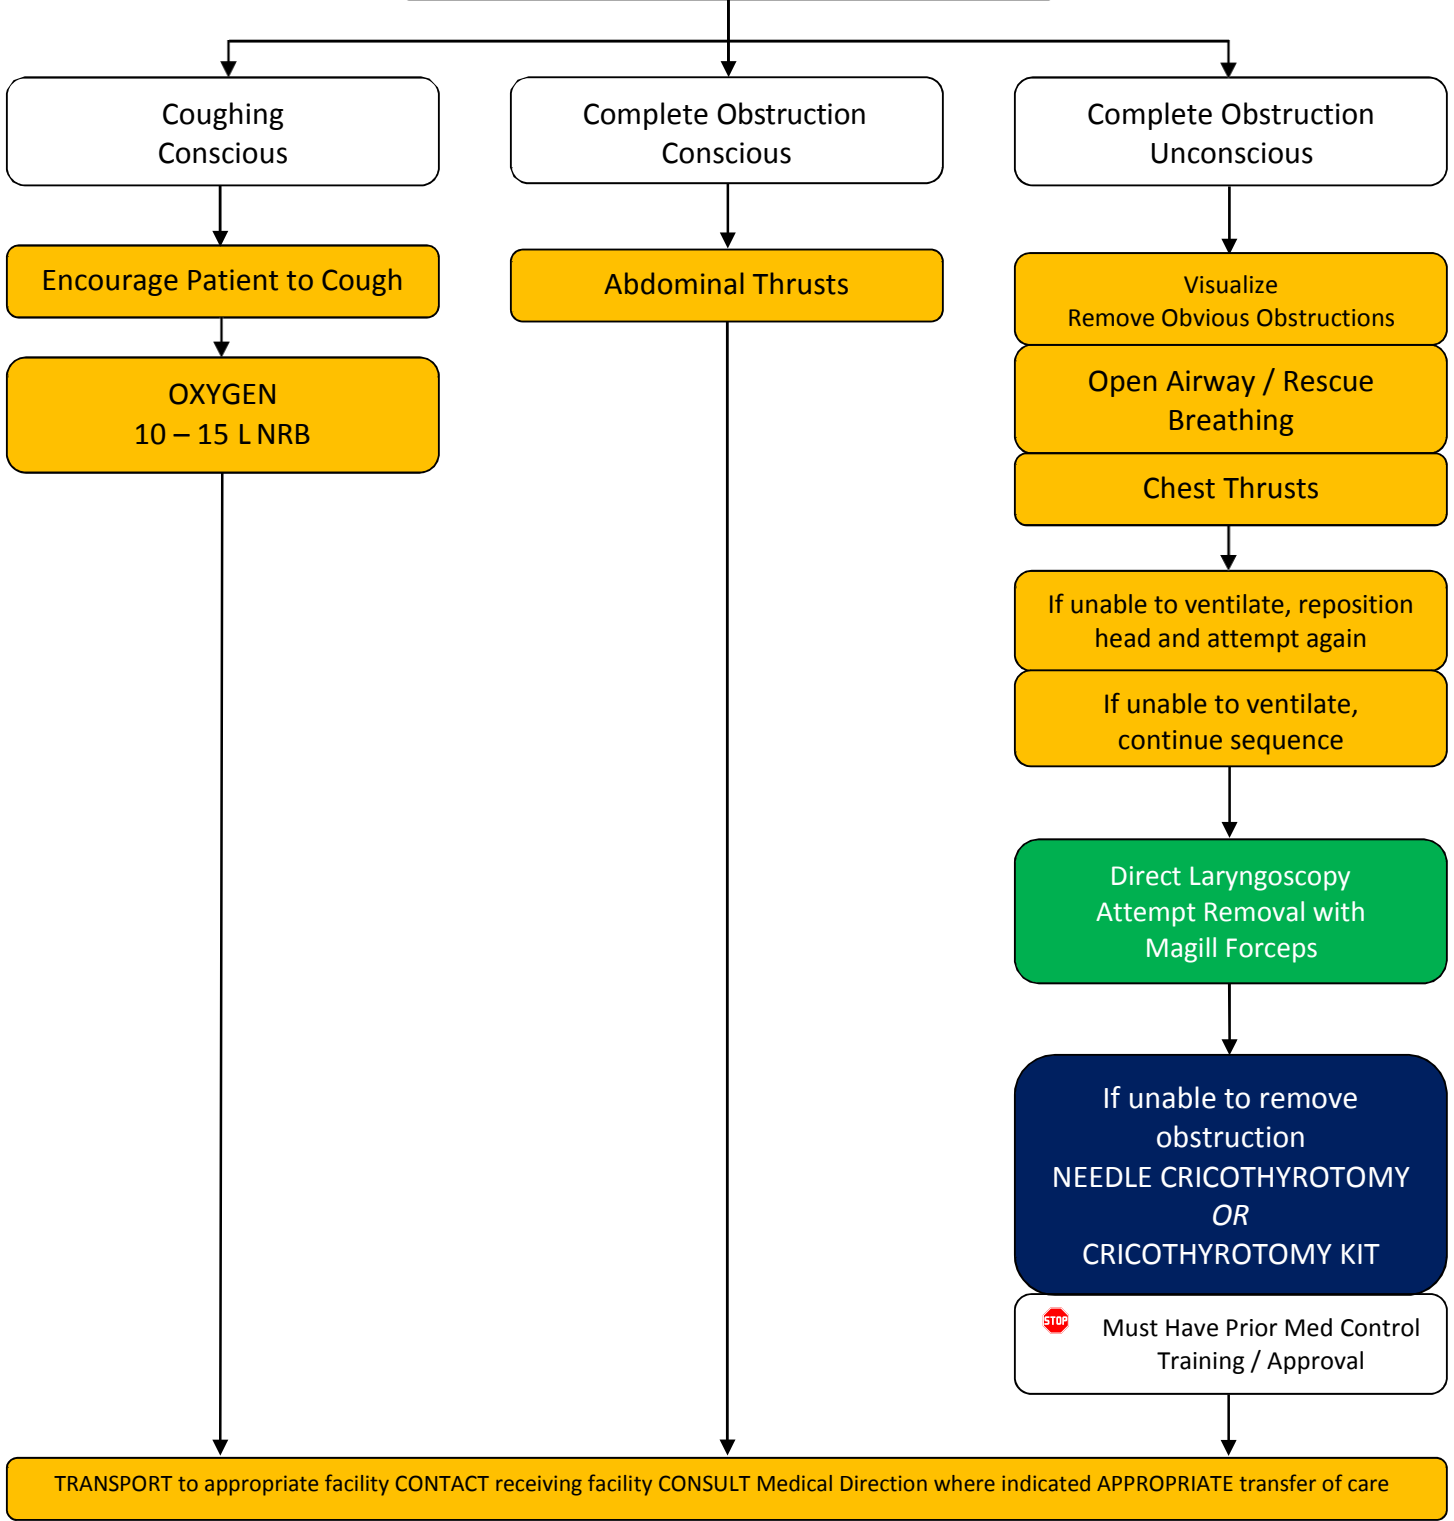 Coughing
Conscious
Complete Obstruction
Conscious
Complete Obstruction
Unconscious
Encourage Patient to Cough
OXYGEN
10 – 15 L NRB
Abdominal Thrusts
Visualize
Remove Obvious Obstructions
Open Airway / Rescue
Breathing
Chest Thrusts
If unable to ventilate, reposition
head and attempt again
If unable to ventilate,
continue sequence
Direct Laryngoscopy
Attempt Removal with
Magill Forceps
If unable to remove
obstruction
NEEDLE CRICOTHYROTOMY
OR
CRICOTHYROTOMY KIT
STOP
Must Have Prior Med Control
Training / Approval
TRANSPORT to appropriate facility CONTACT receiving facility CONSULT Medical Direction where indicated APPROPRIATE transfer of care